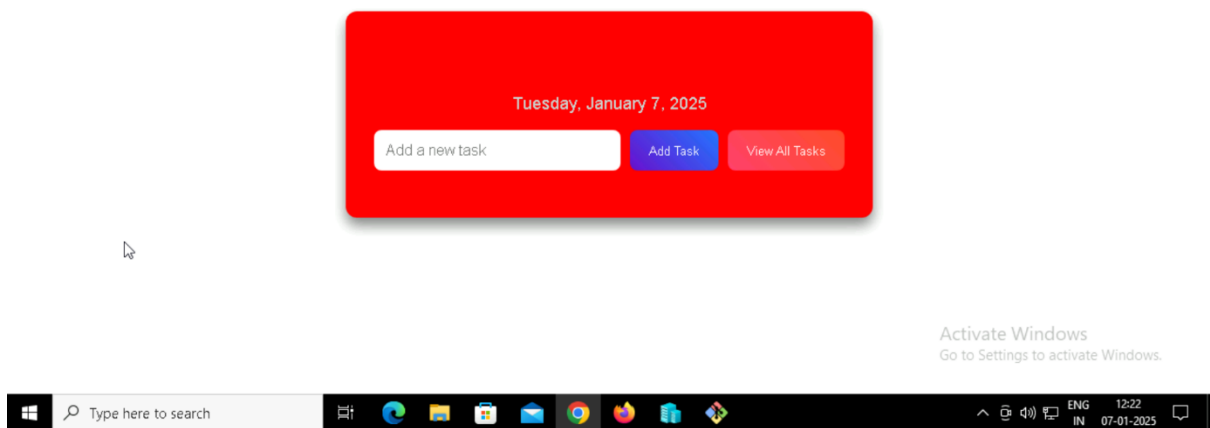 Tuesday, January 7, 2025
Add a new task
Add Task
View All Tasks
Activate Windows
Go to Settings to activate Windows.
Type here to search
ENG
IN
12:22
07-01-2025